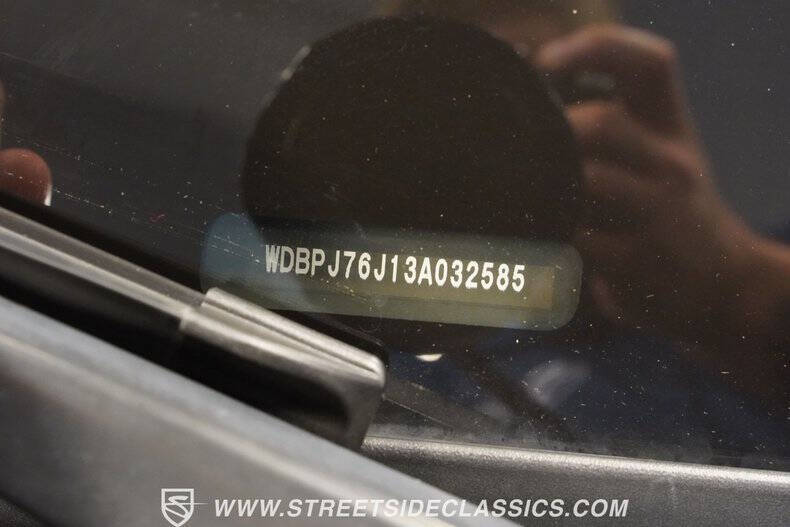 WDBPJ76J13A032585
WWW.STREETSIDECLASSICS.COM